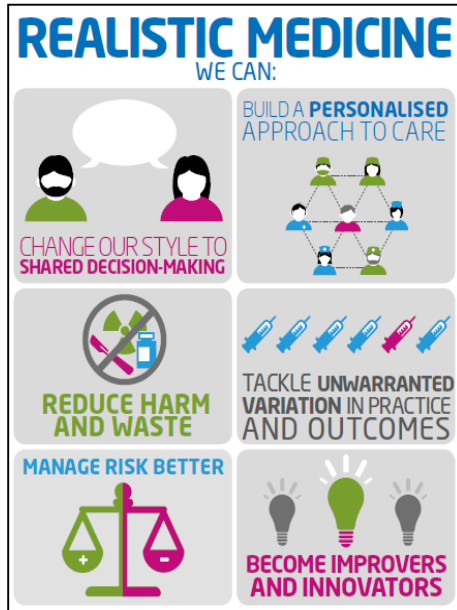 REALISTIC MEDICINE
WE CAN:
CHANGE OUR STYLE TO
SHARED DECISION-MAKING
BUILD A PERSONALISED
APPROACH TO CARE
REDUCE HARM
AND WASTE
TACKLE UNWARRANTED
VARIATION IN PRACTICE
AND OUTCOMES
MANAGE RISK BETTER
+
-
BECOME IMPROVERS
AND INNOVATORS